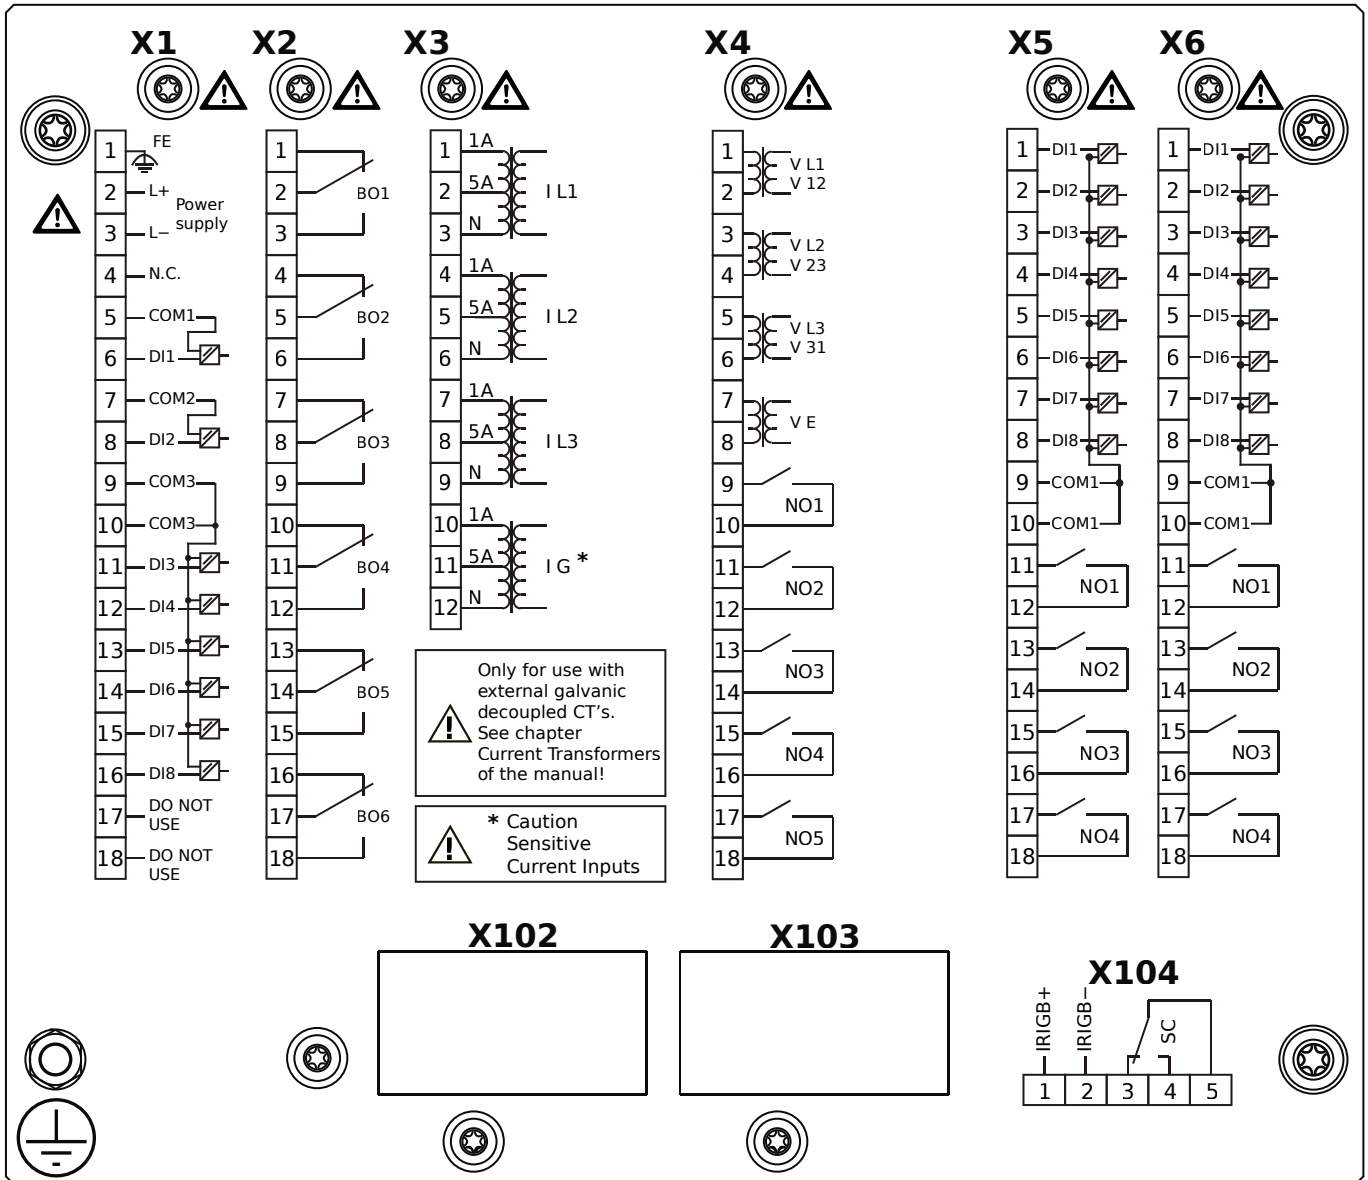 X1
1
FE
2
L+
Power
supply
3
L−
4
N.C.
5
COM1
6
DI1
7
COM2
8
DI2
9
COM3
10
COM3
11
DI3
12
DI4
13
DI5
14
DI6
15
DI7
16
DI8
17
DO NOT
USE
18
DO NOT
USE
X2
1
2
BO1
3
4
5
BO2
6
7
8
BO3
9
10
11
BO4
12
13
14
BO5
15
16
17
BO6
18
X3
1
1A
2
5A
I L1
3
N
4
1A
5
5A
I L2
6
N
7
1A
8
5A
I L3
9
N
10
1A
11
5A
I G *
12
N
Only for use with
external galvanic
decoupled CT's.
See chapter
Current Transformers
of the manual!
* Caution
Sensitive
Current Inputs
X4
1
V L1
V 12
2
3
V L2
V 23
4
5
V L3
V 31
6
7
V E
8
9
NO1
10
11
NO2
12
13
NO3
14
15
NO4
16
17
NO5
18
X5
1
DI1
2
DI2
3
DI3
4
DI4
5
DI5
6
DI6
7
DI7
8
DI8
9
COM1
10
COM1
11
NO1
12
13
NO2
14
15
NO3
16
17
NO4
18
X6
1
DI1
2
DI2
3
DI3
4
DI4
5
DI5
6
DI6
7
DI7
8
DI8
9
COM1
10
COM1
11
NO1
12
13
NO2
14
15
NO3
16
17
NO4
18
X102
X103
X104
IRIGB+
IRIGB−
SC
1 2 3 4 5